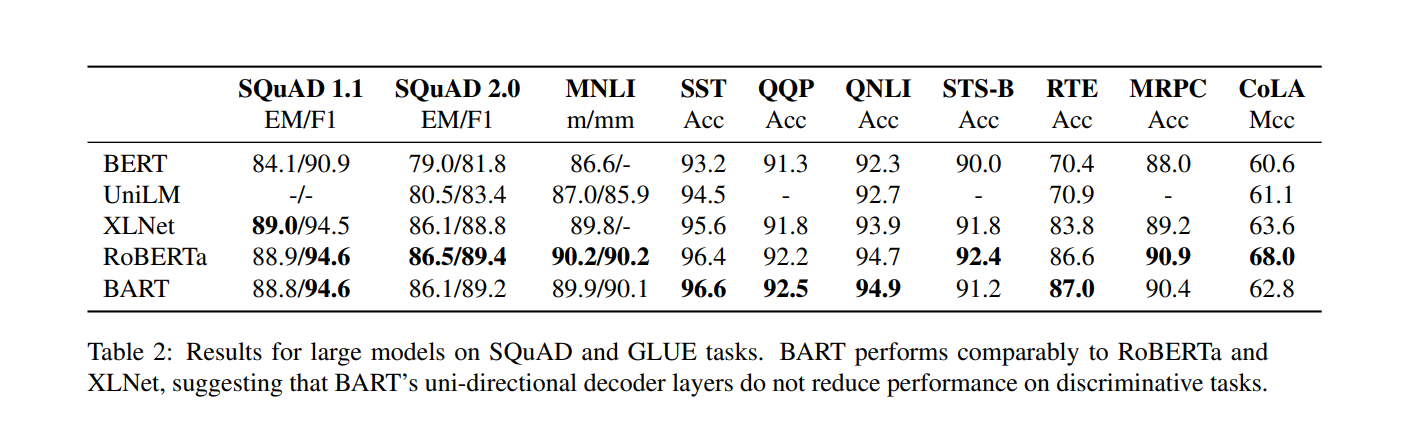 SQuAD 1.1 SQuAD 2.0 MNLI SST QQP QNLI STS-B RTE MRPC CoLA
EM/F1 EM/F1 m/mm Acc Acc Acc Acc Acc Acc Mcc
BERT 84.1/90.9 79.0/81.8 86.6/- 93.2 91.3 92.3 90.0 70.4 88.0 60.6
UniLM -/- 80.5/83.4 87.0/85.9 94.5 - 92.7 - 70.9 - 61.1
XLNet 89.0/94.5 86.1/88.8 89.8/- 95.6 91.8 93.9 91.8 83.8 89.2 63.6
RoBERTa 88.9/94.6 86.5/89.4 90.2/90.2 96.4 92.2 94.7 92.4 86.6 90.9 68.0
BART 88.8/94.6 86.1/89.2 89.9/90.1 96.6 92.5 94.9 91.2 87.0 90.4 62.8
Table 2: Results for large models on SQuAD and GLUE tasks. BART performs comparably to RoBERTa and
XLNet, suggesting that BART's uni-directional decoder layers do not reduce performance on discriminative tasks.